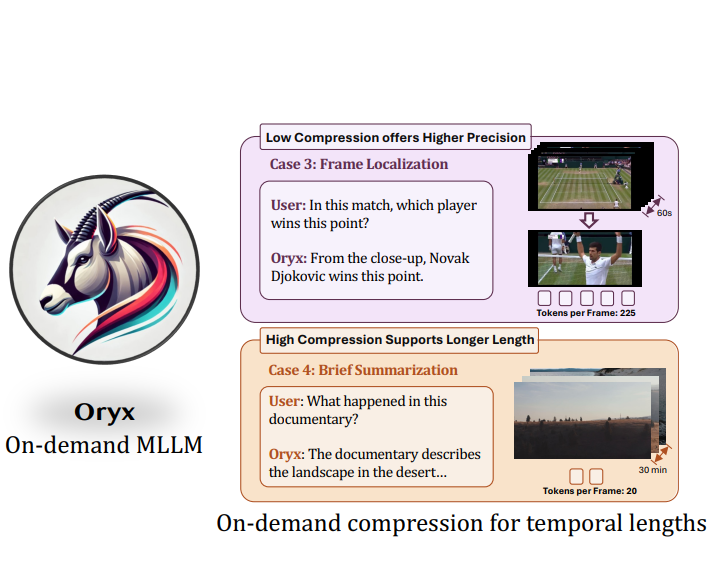 Low Compression offers Higher Precision
Case 3: Frame Localization
User: In this match, which player
wins this point?
Oryx: From the close-up, Novak
Djokovic wins this point.
60s
Tokens per Frame: 225
High Compression Supports Longer Length
Case 4: Brief Summarization
User: What happened in this
documentary?
Oryx: The documentary describes
the landscape in the desert...
30 min
Tokens per Frame: 20
Oryx
On-demand MLLM
On-demand compression for temporal lengths